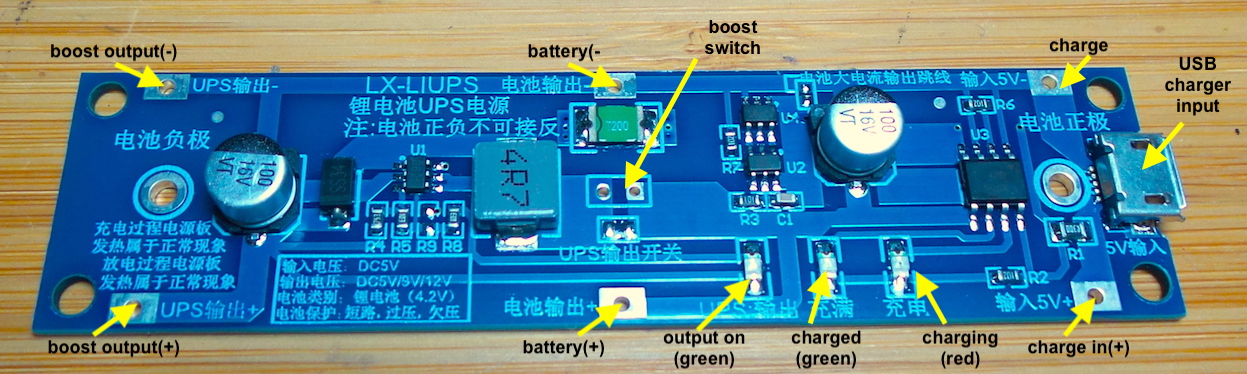 boost output(-)
battery(-
boost
switch
charge
USB
charger
input
UPS输出-
LX-LIUPS
电池输出-
电池大电流输出跳线
输入5V-
锂电池UPS电源
注:电池正负不可接反
电池负极
电池正极
U1
T200
U4
R7
U2
R3
C1
100
16V
VT
100
16V
VT
SS34
4R7
U3
R6
R4
R5
R9
R8
充电过程电源板
发热属于正常现象
放电过程电源板
发热属于正常现象
UPS输出开关
R1
5V输入
R2
输入电压: DC5V
输出电压: DC5V/9V/12V
电池类别: 锂电池 (4.2V)
电池保护: 短路, 过压, 欠压
UPS输出+
电池输出+
输出
充满
充电
输入5V+
boost output(+)
battery(+)
output on
(green)
charged
(green)
charging
(red)
charge in(+)